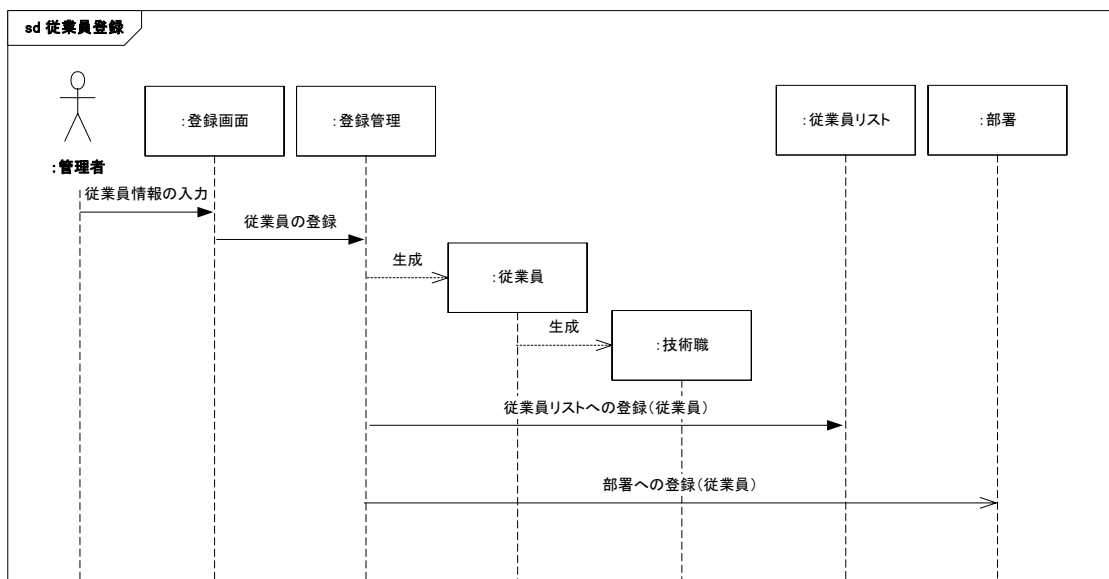 sd 従業員登録
:登録画面
:登録管理
:従業員リスト
:部署
:管理者
従業員情報の入力
従業員の登録
生成
:従業員
生成
:技術職
従業員リストへの登録(従業員)
部署への登録(従業員)